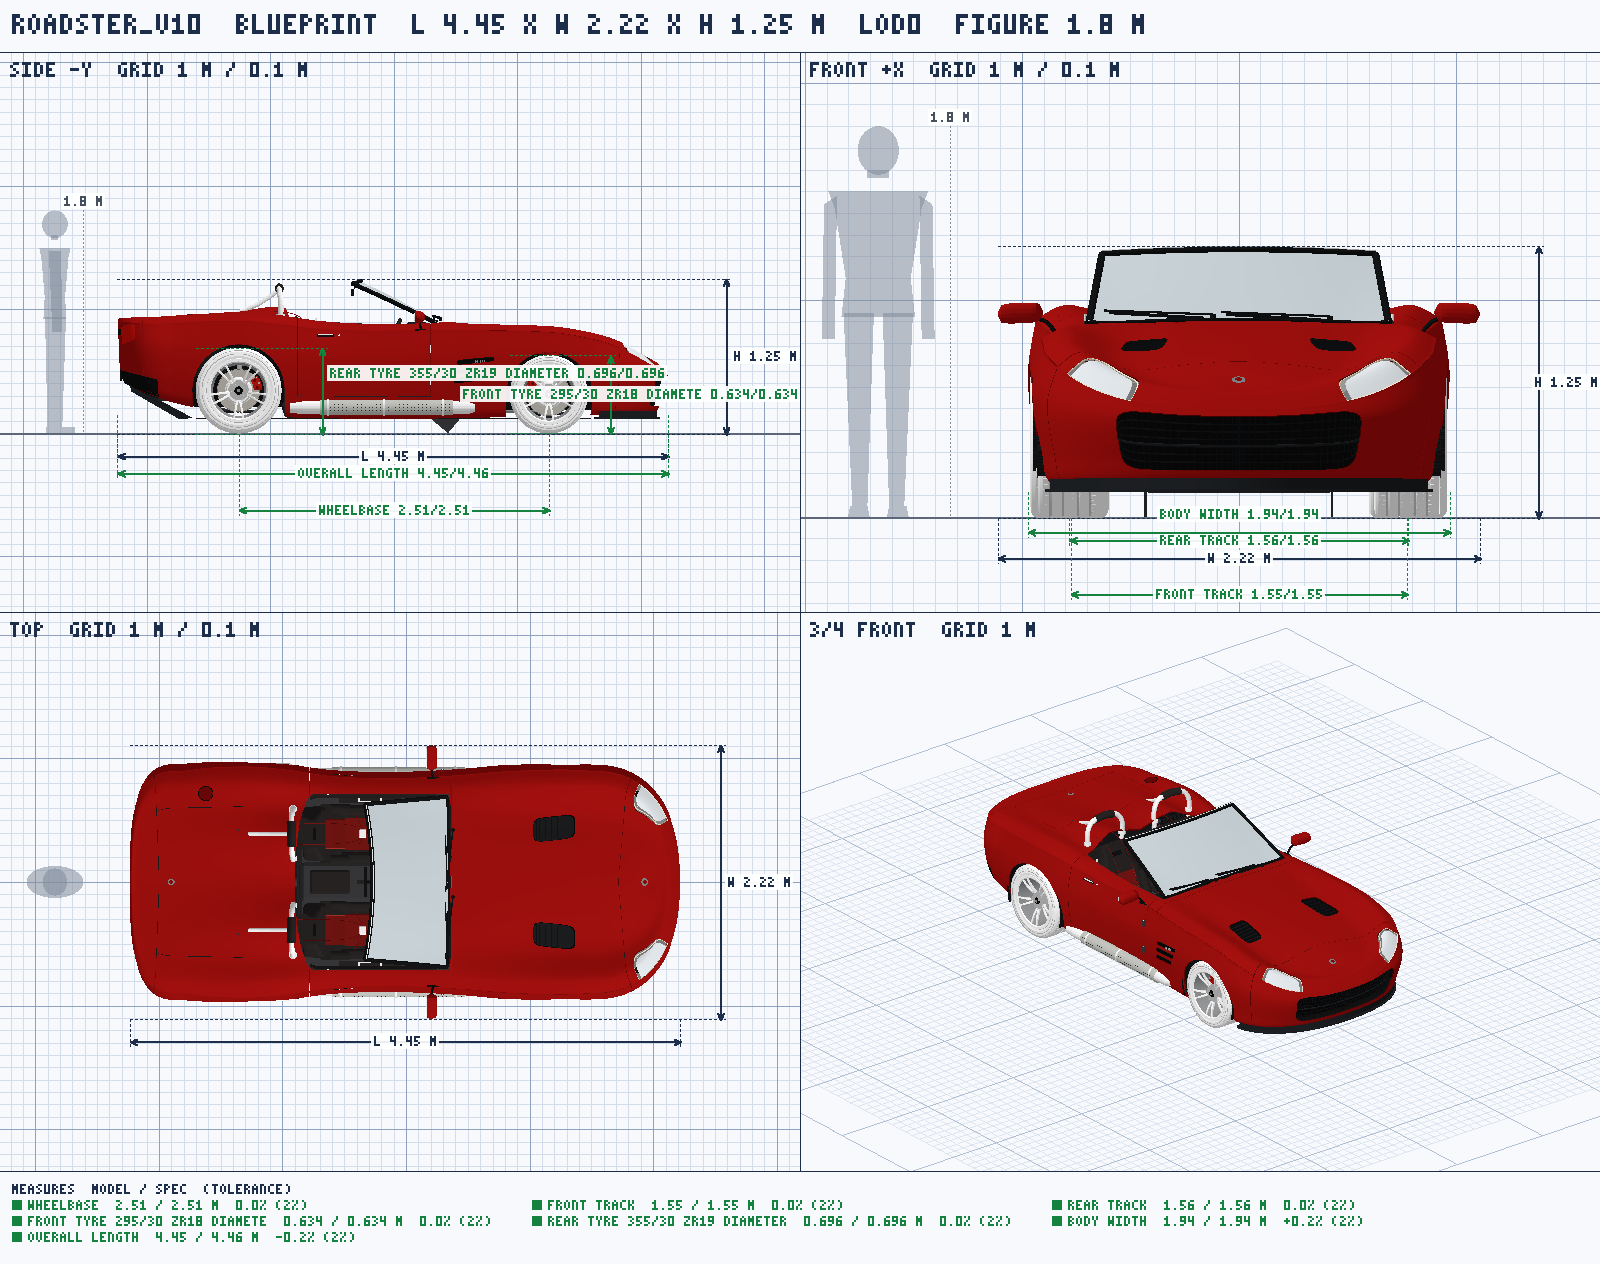 ROADSTER_V10 BLUEPRINT L 4.45 X W 2.22 X H 1.25 M LOD0 FIGURE 1.8 M
SIDE -Y GRID 1 M / 0.1 M
1.8 M
H 1.25 M
REAR TYRE 355/30 ZR19 DIAMETER 0.696/0.696
FRONT TYRE 295/30 ZR18 DIAMETE 0.634/0.634
L 4.45 M
OVERALL LENGTH 4.45/4.46
WHEELBASE 2.51/2.51
FRONT +X GRID 1 M / 0.1 M
1.8 M
H 1.25 M
BODY WIDTH 1.94/1.94
REAR TRACK 1.56/1.56
W 2.22 M
FRONT TRACK 1.55/1.55
TOP GRID 1 M / 0.1 M
W 2.22 M
L 4.45 M
3/4 FRONT GRID 1 M
MEASURES MODEL / SPEC (TOLERANCE)
WHEELBASE 2.51 / 2.51 M 0.0% (2%)
FRONT TRACK 1.55 / 1.55 M 0.0% (2%)
REAR TRACK 1.56 / 1.56 M 0.0% (2%)
FRONT TYRE 295/30 ZR18 DIAMETE 0.634 / 0.634 M 0.0% (2%)
REAR TYRE 355/30 ZR19 DIAMETER 0.696 / 0.696 M 0.0% (2%)
BODY WIDTH 1.94 / 1.94 M +0.2% (2%)
OVERALL LENGTH 4.45 / 4.46 M -0.2% (2%)